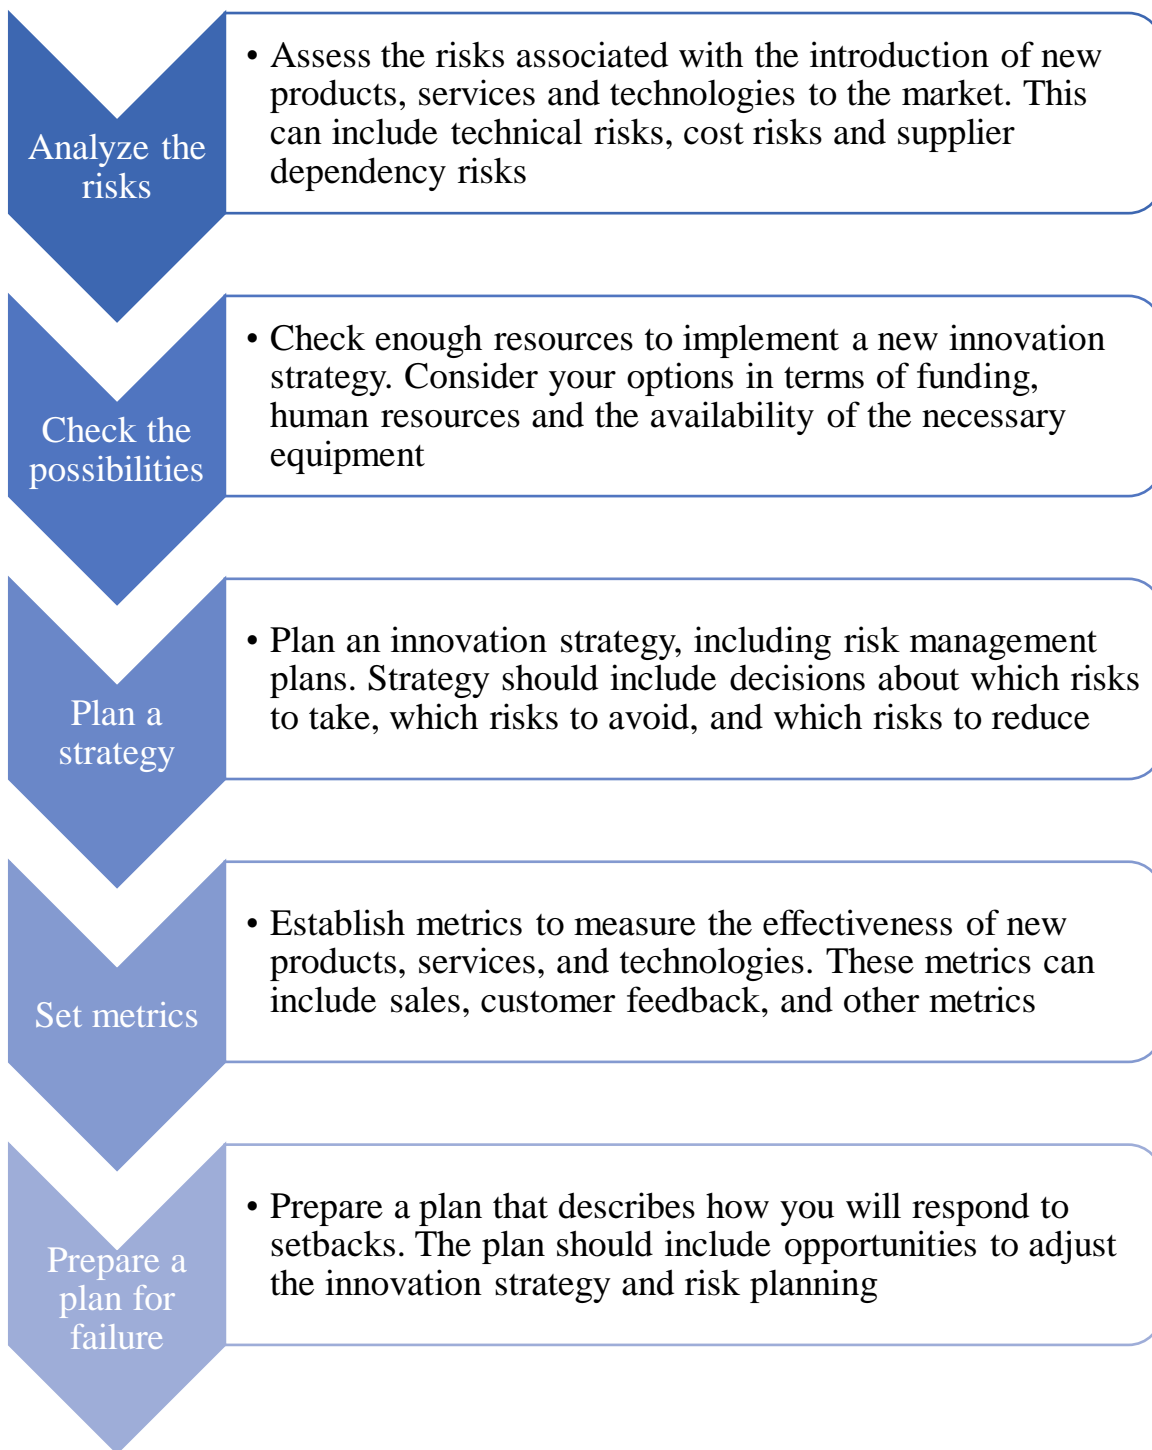 Analyze the
risks
• Assess the risks associated with the introduction of new
products, services and technologies to the market. This
can include technical risks, cost risks and supplier
dependency risks
Check the
possibilities
• Check enough resources to implement a new innovation
strategy. Consider your options in terms of funding,
human resources and the availability of the necessary
equipment
Plan a
strategy
• Plan an innovation strategy, including risk management
plans. Strategy should include decisions about which risks
to take, which risks to avoid, and which risks to reduce
Set metrics
• Establish metrics to measure the effectiveness of new
products, services, and technologies. These metrics can
include sales, customer feedback, and other metrics
Prepare a
plan for
failure
• Prepare a plan that describes how you will respond to
setbacks. The plan should include opportunities to adjust
the innovation strategy and risk planning